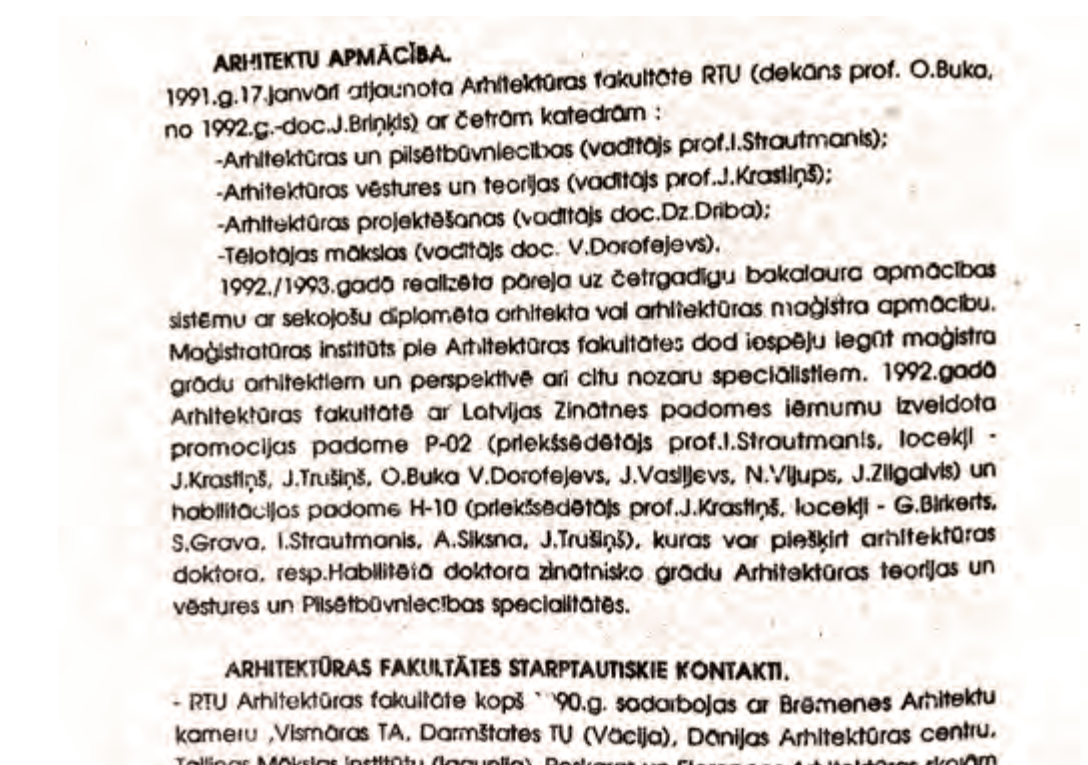 ARHITEKTU APMĀCĪBA.
1991.g.17.janvārī atjaunota Arhitektūras fakultāte RTU (dekāns prof. O.Buka,
no 1992.g.-doc.J.Briņķis) ar četrām katedrām :
-Arhitektūras un pilsētbūvniecības (vadītājs prof.I.Strautmanis);
-Arhitektūras vēstures un teorijas (vadītājs prof.J.Krastiņš);
-Arhitektūras projektēšanas (vadītājs doc.Dz.Driba);
-Tēlotājas mākslas (vadītājs doc. V.Dorofejevs).
1992./1993.gadā realizēta pāreja uz četrgadīgu bakalaura apmācības
sistēmu ar sekojošu diplomēta arhitekta vai arhitektūras maģistra apmācību.
Maģistratūras institūts pie Arhitektūras fakultātes dod iespēju iegūt maģistra
grādu arhitektiem un perspektīvē arī citu nozaru speciālistiem. 1992.gadā
Arhitektūras fakultātē ar Latvijas Zinātnes padomes lēmumu izveidota
promocijas padome P-02 (priekšsēdētājs prof.I.Strautmanis, locekļi -
J.Krastiņš, J.Trušiņš, O.Buka V.Dorofejevs, J.Vasiļjevs, N.Viļups, J.Zilgalvis) un
habilitācijas padome H-10 (priekšsēdētājs prof.J.Krastiņš, locekļi - G.Birkerts,
S.Grava, I.Strautmanis, A.Siksna, J.Trušiņš), kuras var piešķirt arhitektūras
doktora, resp.Habilitētā doktora zinātnisko grādu Arhitektūras teorijas un
vēstures un Pilsētbūvniecības specialitātēs.
ARHITEKTŪRAS FAKULTĀTES STARPTAUTISKIE KONTAKTI.
- RTU Arhitektūras fakultāte kopš 90.g. sadarbojas ar Brēmenes Arhitektu
kameru ,Vismāras TA, Darmštates TU (Vācija), Dānijas Arhitektūras centru,